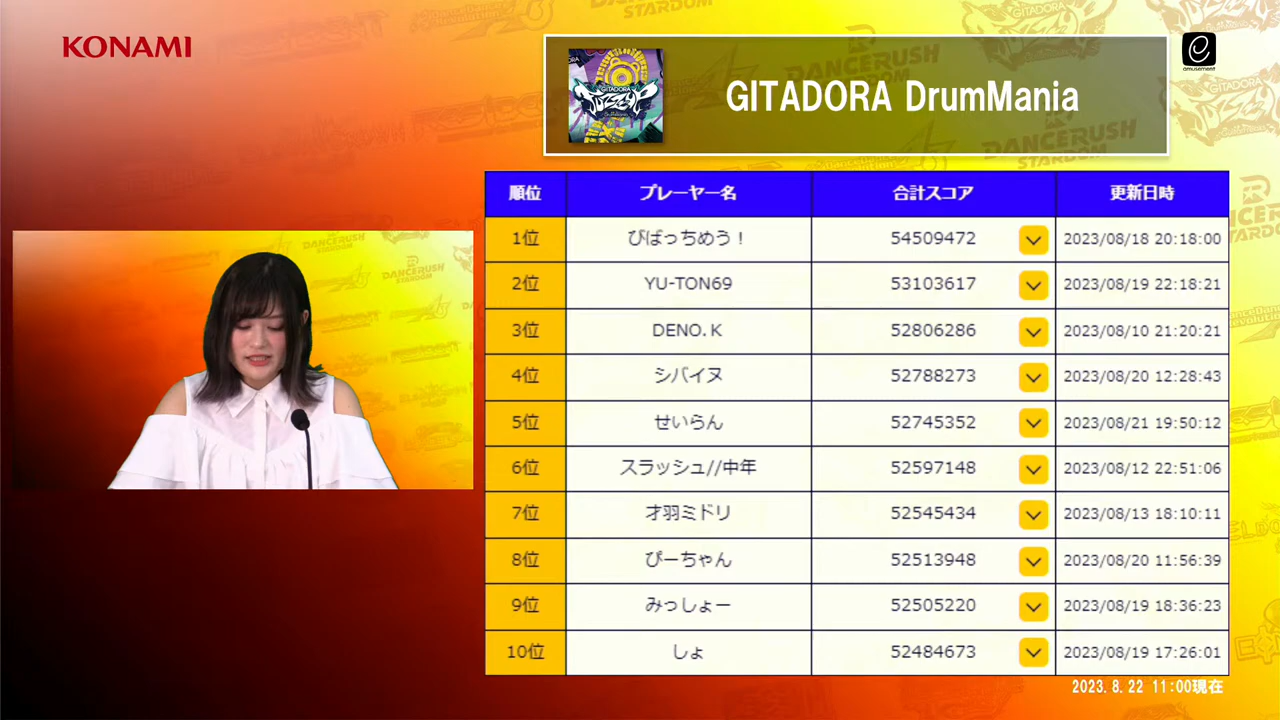 KONAMI
GITADORA DrumMania
amusement
順位 プレーヤー名 合計スコア 更新日時
1位 びばっちめう！ 54509472 2023/08/18 20:18:00
2位 YU-TON69 53103617 2023/08/19 22:18:21
3位 DENO.K 52806286 2023/08/10 21:20:21
4位 シバイヌ 52788273 2023/08/20 12:28:43
5位 せいらん 52745352 2023/08/21 19:50:12
6位 スラッシュ//中年 52597148 2023/08/12 22:51:06
7位 才羽ミドリ 52545434 2023/08/13 18:10:11
8位 ぴーちゃん 52513948 2023/08/20 11:56:39
9位 みっしょー 52505220 2023/08/19 18:36:23
10位 しょ 52484673 2023/08/19 17:26:01
2023.8.22 11:00現在
DANCERUSH
STARDOM